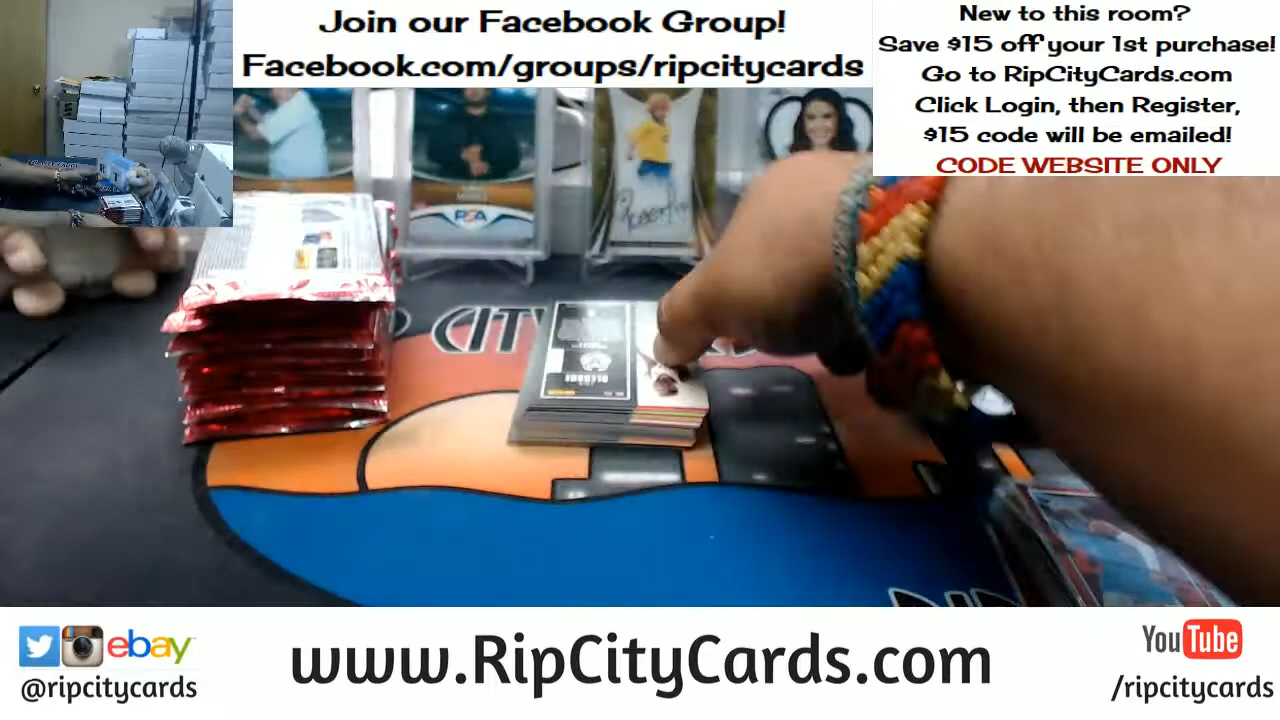 Join our Facebook Group!
Facebook.com/groups/ripcitycards
New to this room?
Save $15 off your 1st purchase!
Go to RipCityCards.com
Click Login, then Register,
$15 code will be emailed!
CODE WEBSITE ONLY
PSA
CITY
ebay
@ripcitycards
www.RipCityCards.com
YouTube
/ripcitycards